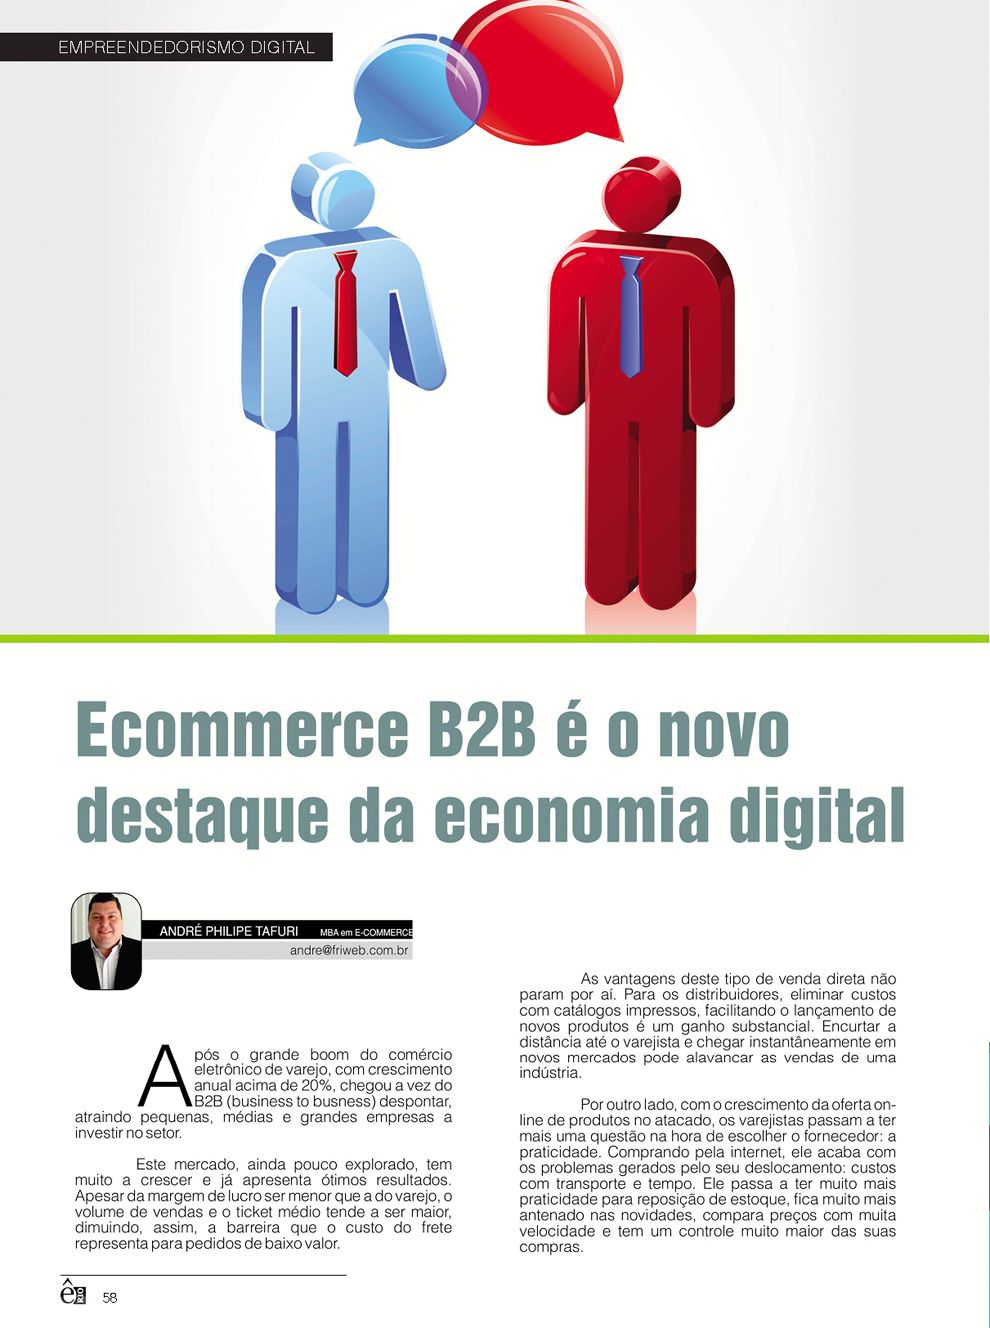 EMPREENDEDORISMO DIGITAL
Ecommerce B2B é o novo
destaque da economia digital
ANDRÉ PHILIPE TAFURI MBA em E-COMMERCE
andre@friweb.com.br
Após o grande boom do comércio
eletrônico de varejo, com crescimento
anual acima de 20%, chegou a vez do
B2B (business to busness) despontar,
atraindo pequenas, médias e grandes empresas a
investir no setor.
Este mercado, ainda pouco explorado, tem
muito a crescer e já apresenta ótimos resultados.
Apesar da margem de lucro ser menor que a do varejo, o
volume de vendas e o ticket médio tende a ser maior,
dimuindo, assim, a barreira que o custo do frete
representa para pedidos de baixo valor.
As vantagens deste tipo de venda direta não
param por aí. Para os distribuidores, eliminar custos
com catálogos impressos, facilitando o lançamento de
novos produtos é um ganho substancial. Encurtar a
distância até o varejista e chegar instantâneamente em
novos mercados pode alavancar as vendas de uma
indústria.
Por outro lado, com o crescimento da oferta on-
line de produtos no atacado, os varejistas passam a ter
mais uma questão na hora de escolher o fornecedor: a
praticidade. Comprando pela internet, ele acaba com
os problemas gerados pelo seu deslocamento: custos
com transporte e tempo. Ele passa a ter muito mais
praticidade para reposição de estoque, fica muito mais
antenado nas novidades, compara preços com muita
velocidade e tem um controle muito maior das suas
compras.
ê 58